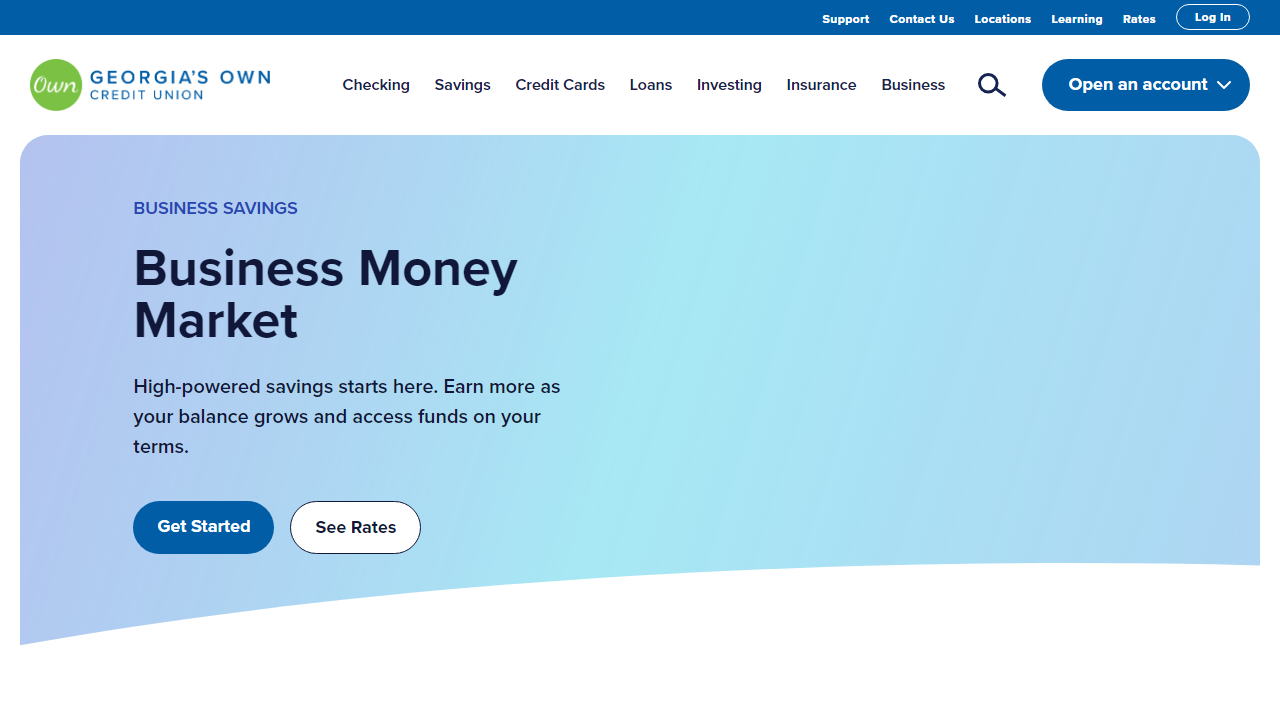 Support Contact Us Locations Learning Rates Log In
Own GEORGIA'S OWN
CREDIT UNION
Checking Savings Credit Cards Loans Investing Insurance Business Open an account
BUSINESS SAVINGS
Business Money
Market
High-powered savings starts here. Earn more as
your balance grows and access funds on your
terms.
Get Started See Rates